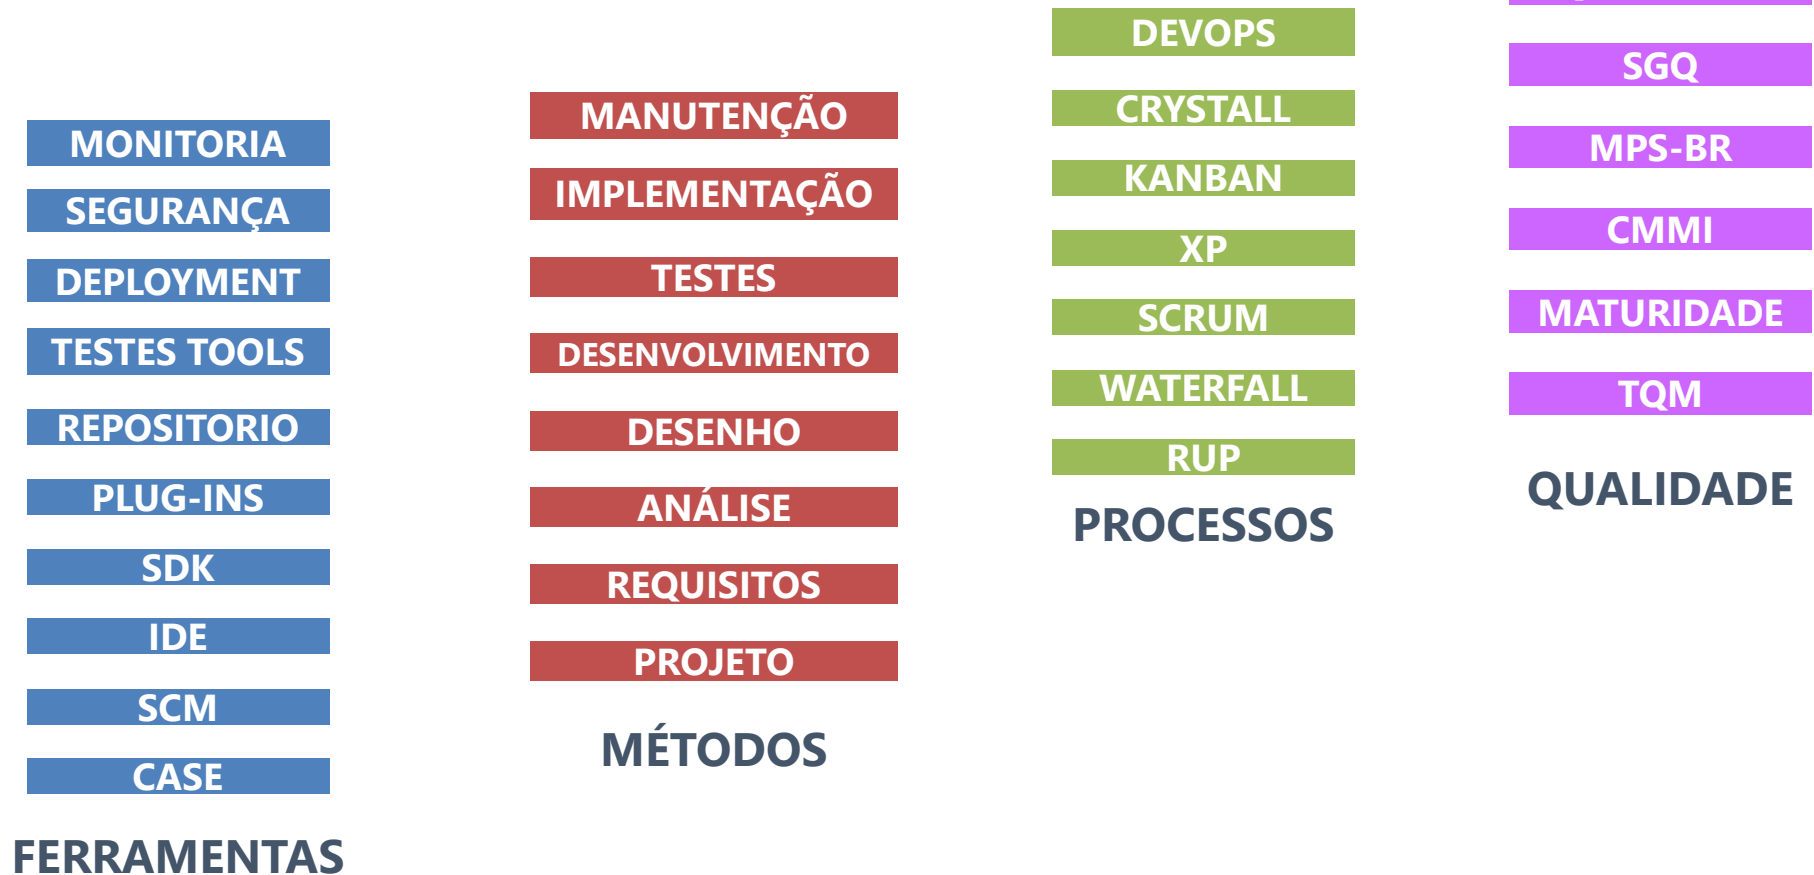 MONITORIA
SEGURANÇA
DEPLOYMENT
TESTES TOOLS
REPOSITORIO
PLUG-INS
SDK
IDE
SCM
CASE
FERRAMENTAS
MANUTENÇÃO
IMPLEMENTAÇÃO
TESTES
DESENVOLVIMENTO
DESENHO
ANÁLISE
REQUISITOS
PROJETO
MÉTODOS
DEVOPS
CRYSTALL
KANBAN
XP
SCRUM
WATERFALL
RUP
PROCESSOS
SGQ
MPS-BR
CMMI
MATURIDADE
TQM
QUALIDADE